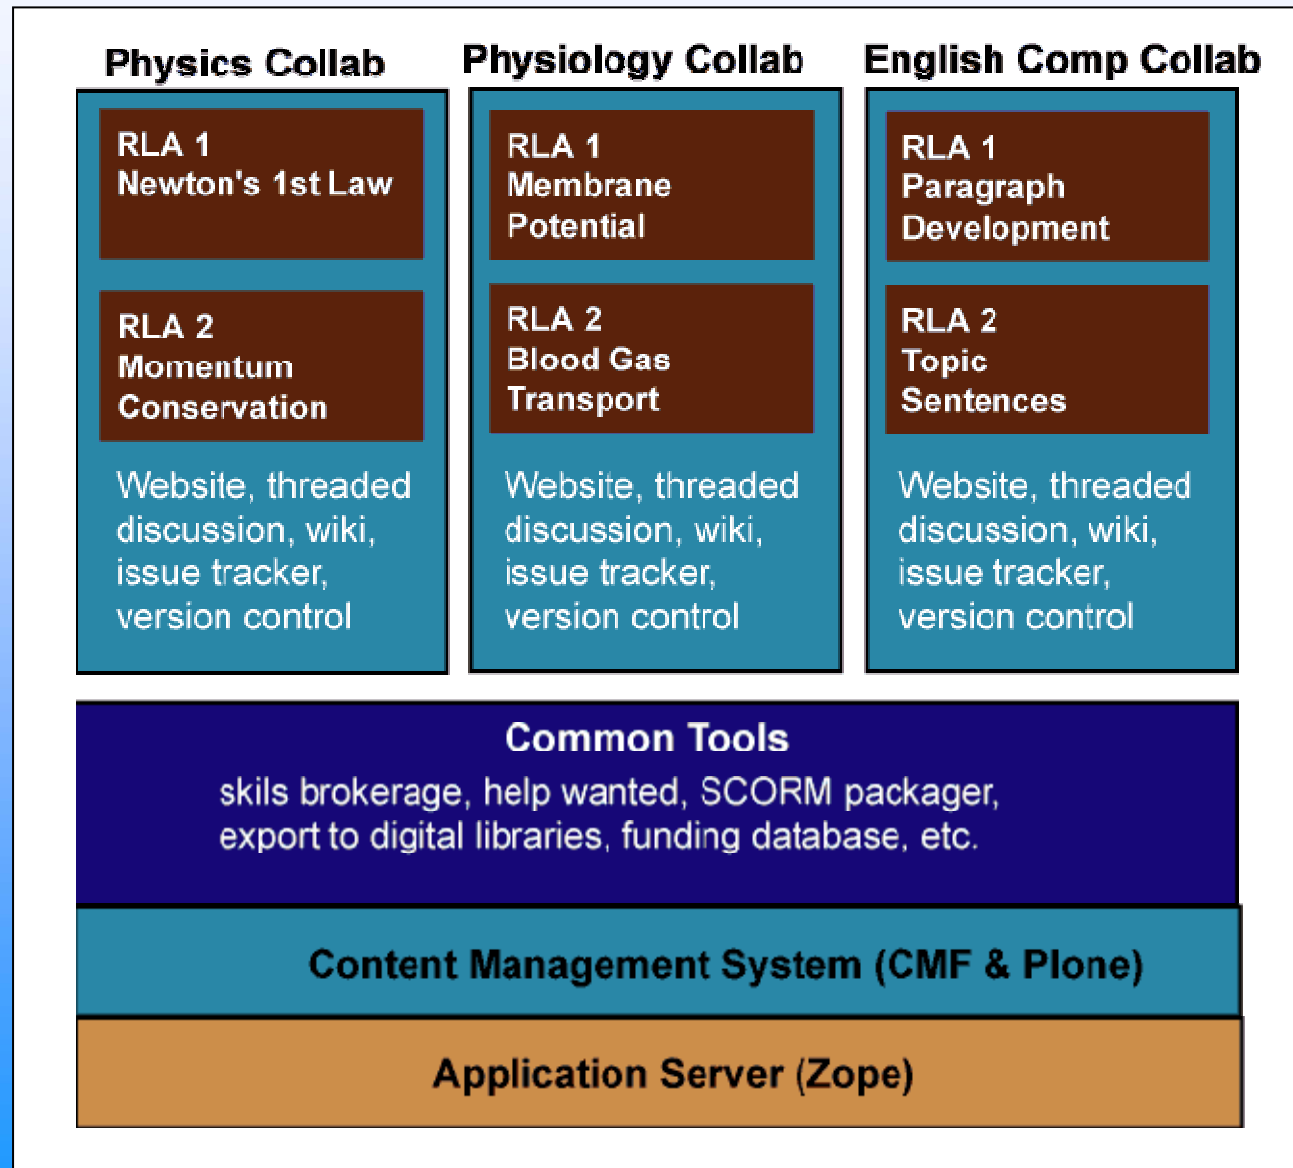 Physics Collab
RLA 1
Newton's 1st Law
RLA 2
Momentum
Conservation
Website, threaded
discussion, wiki,
issue tracker,
version control
Physiology Collab
RLA 1
Membrane
Potential
RLA 2
Blood Gas
Transport
Website, threaded
discussion, wiki,
issue tracker,
version control
English Comp Collab
RLA 1
Paragraph
Development
RLA 2
Topic
Sentences
Website, threaded
discussion, wiki,
issue tracker,
version control
Common Tools
skils brokerage, help wanted, SCORM packager,
export to digital libraries, funding database, etc.
Content Management System (CMF & Plone)
Application Server (Zope)